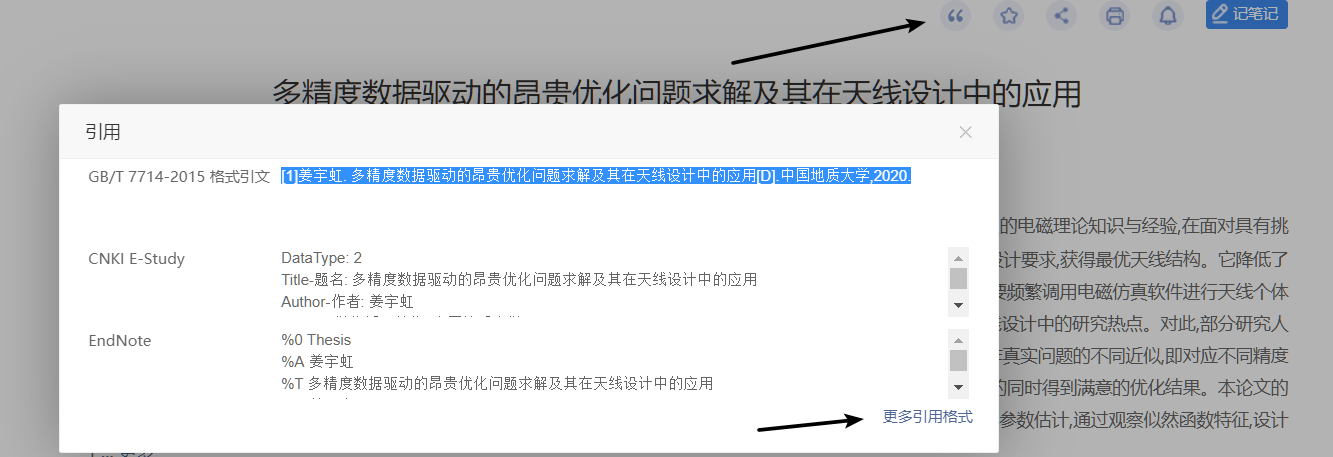 记笔记
多精度数据驱动的昂贵优化问题求解及其在天线设计中的应用
引用
GB/T 7714-2015 格式引文
[1]姜宇虹. 多精度数据驱动的昂贵优化问题求解及其在天线设计中的应用[D].中国地质大学,2020.
的电磁理论知识与经验,在面对具有挑
CNKI E-Study
DataType: 2
Title-题名: 多精度数据驱动的昂贵优化问题求解及其在天线设计中的应用
Author-作者: 姜宇虹
设计要求,获得最优天线结构。它降低了
要频繁调用电磁仿真软件进行天线个体
线设计中的研究热点。对此,部分研究人
EndNote
%0 Thesis
%A 姜宇虹
%T 多精度数据驱动的昂贵优化问题求解及其在天线设计中的应用
真实问题的不同近似,即对应不同精度
的同时得到满意的优化结果。本论文的
更多引用格式
参数估计,通过观察似然函数特征,设计